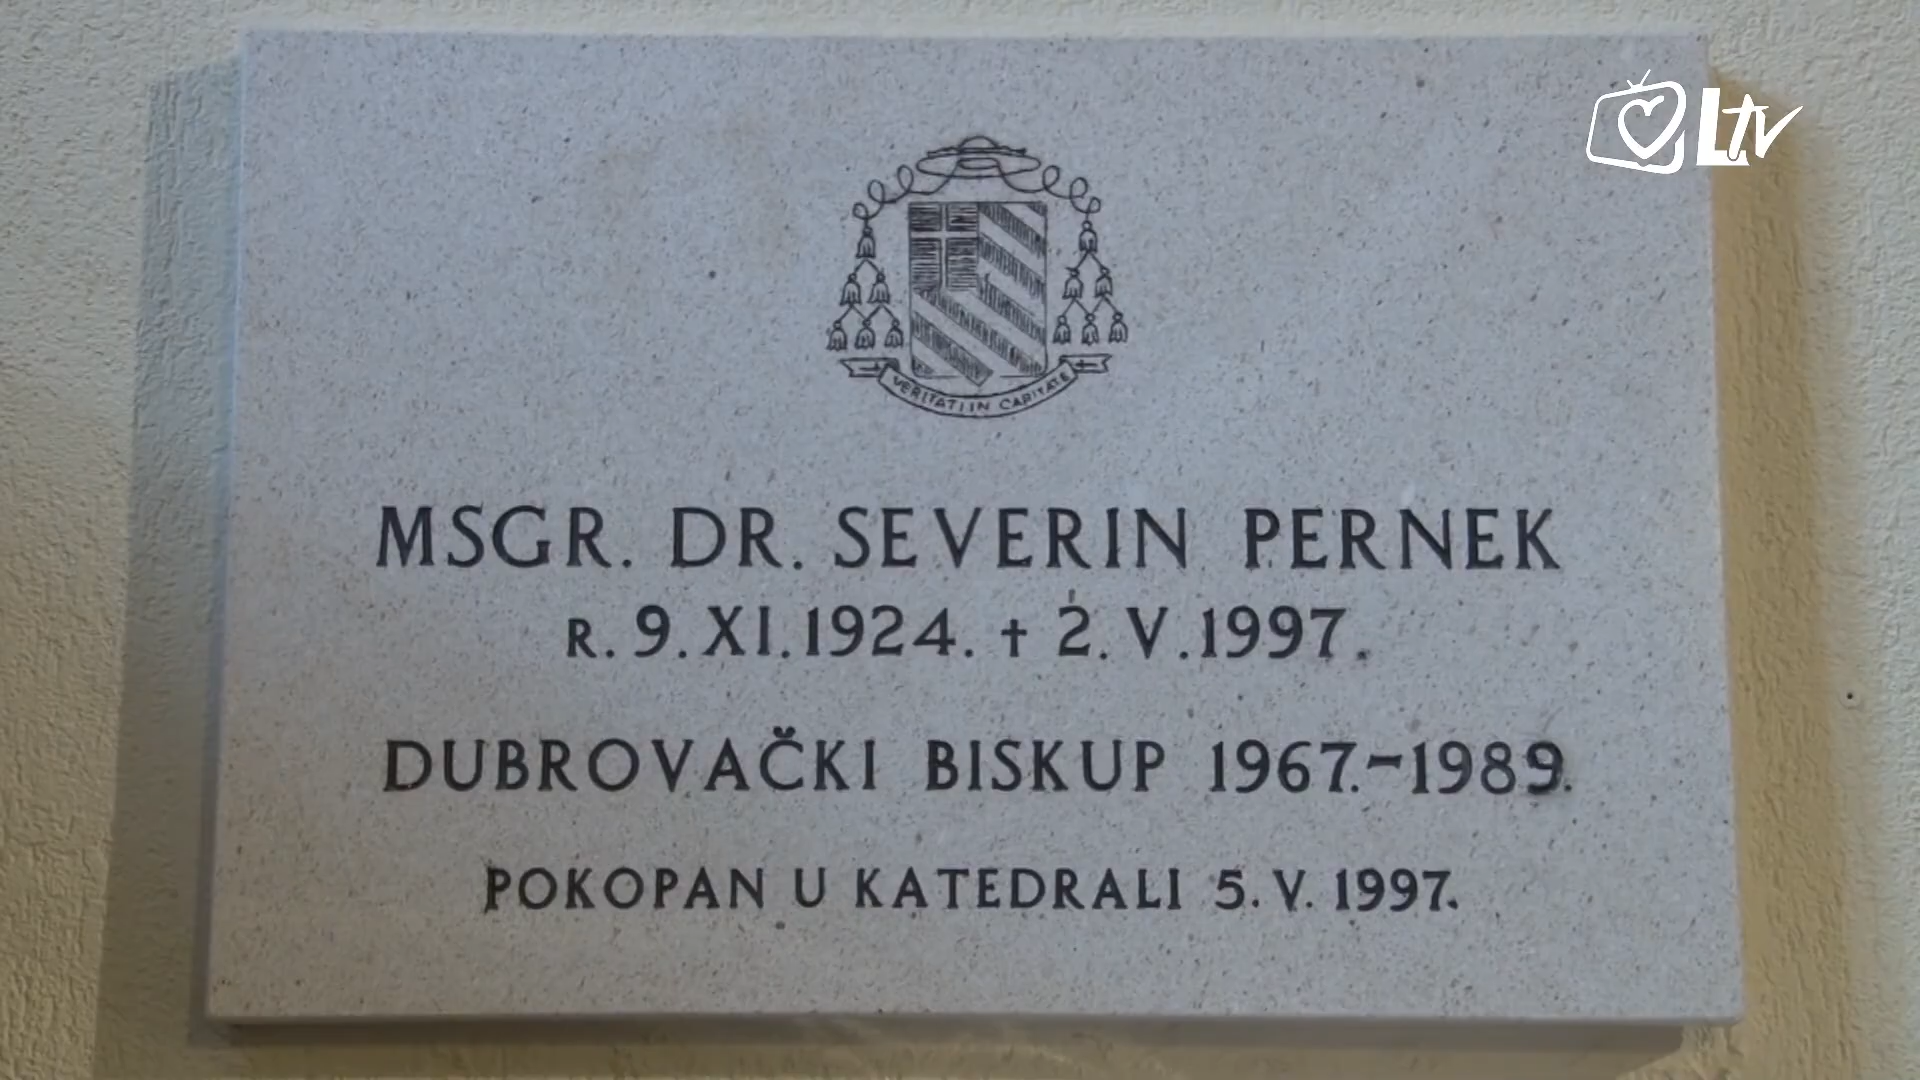 Ltv
VERITATI IN CARITATE
MSGR. DR. SEVERIN PERNEK
R. 9. XI. 1924. † 2. V. 1997.
DUBROVAČKI BISKUP 1967.-1989.
POKOPAN U KATEDRALI 5. V. 1997.